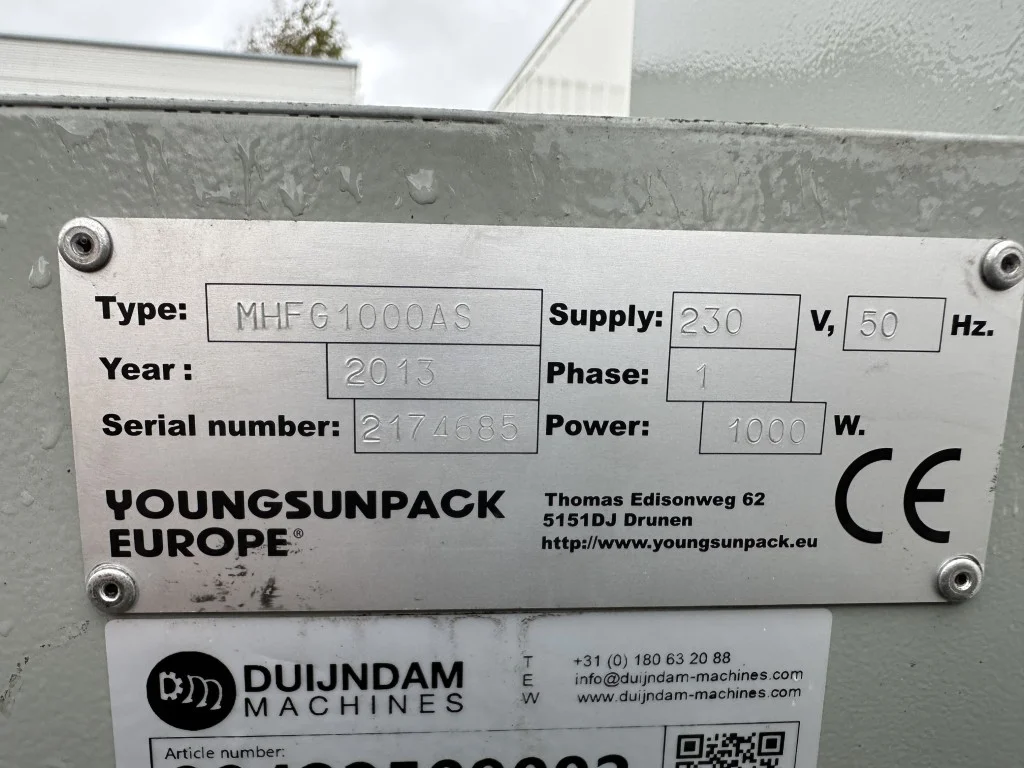 Type: MHFG1000AS Supply: 230 V, 50 Hz.
Year: 2013 Phase: 1
Serial number: 2174685 Power: 1000 W.
YOUNGSUNPACK
EUROPE®
Thomas Edisonweg 62
5151DJ Drunen
http://www.youngsunpack.eu
CE
DM DUIJNDAM
MACHINES
T +31 (0) 180 63 20 88
E info@duijndam-machines.com
W www.duijndam-machines.com
Article number: